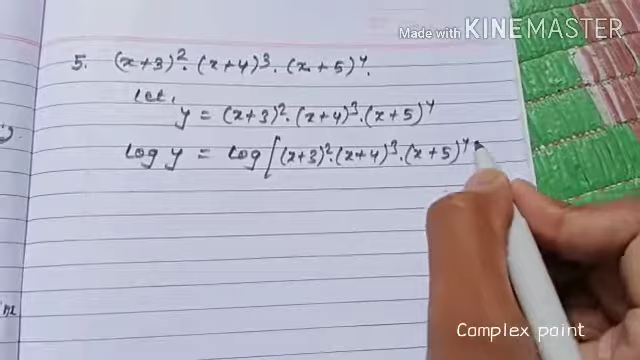 Made with KINEMASTER
5. (x+3)². (x+4)³. (x+5)⁴.
Let,
y = (x+3)². (x+4)³. (x+5)⁴
log y = log [(x+3)². (x+4)³. (x+5)⁴
Complex point